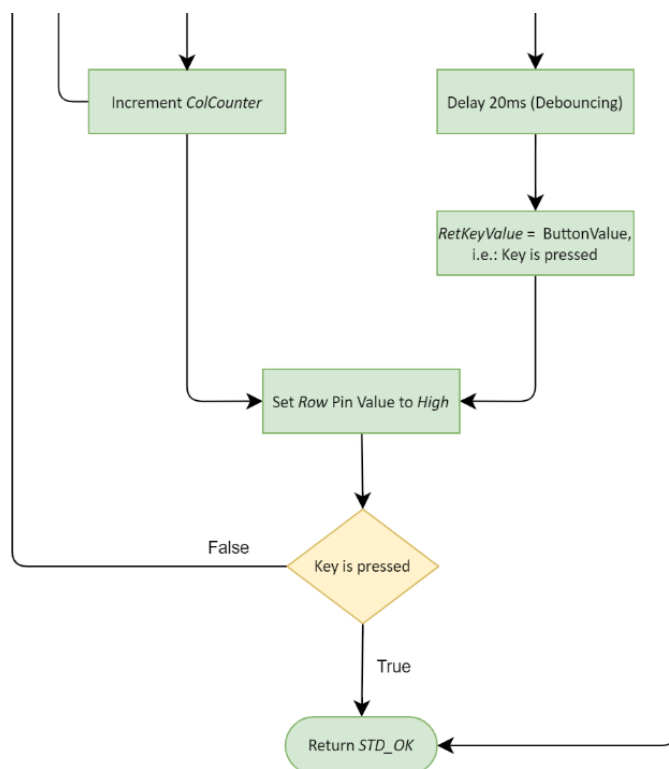 Increment ColCounter
Delay 20ms (Debouncing)
RetKeyValue = ButtonValue,
i.e.: Key is pressed
Set Row Pin Value to High
False
Key is pressed
True
Return STD_OK